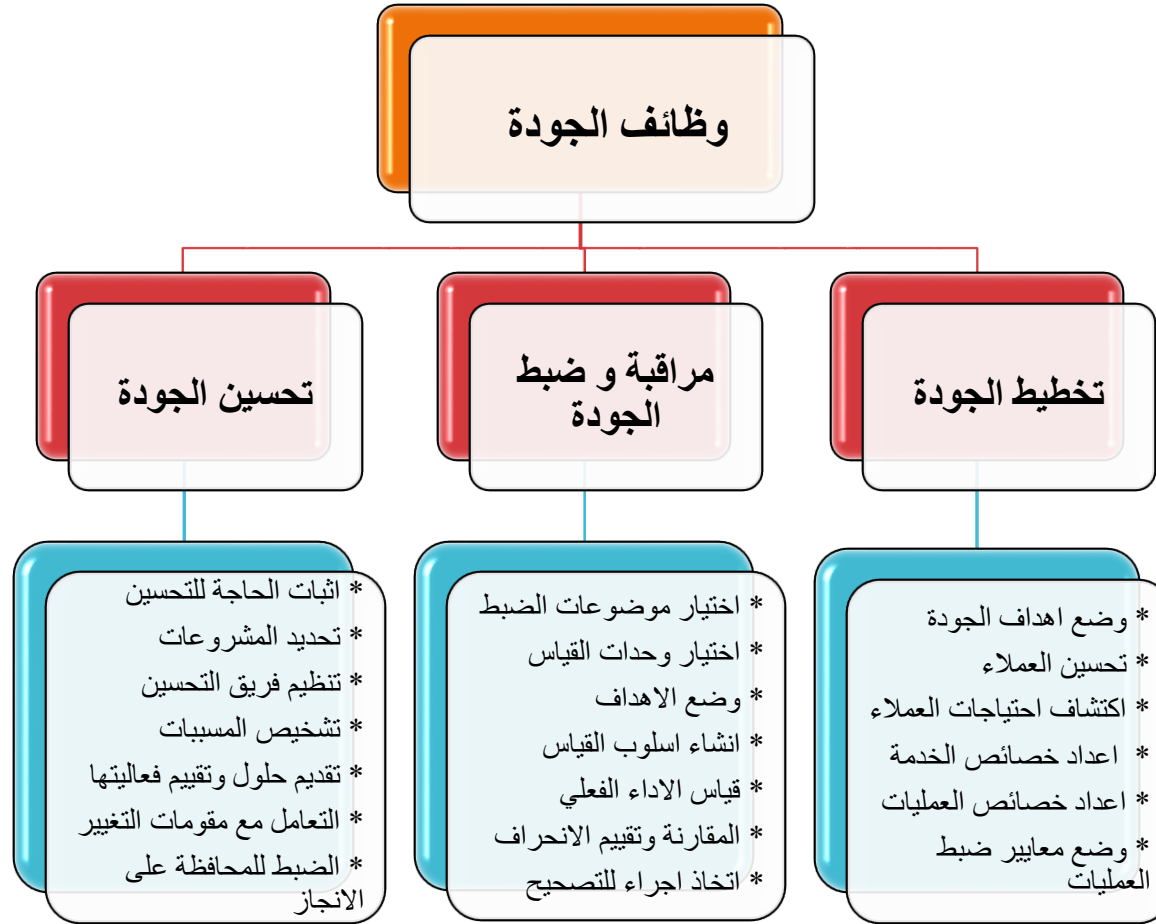 وظائف الجودة
تخطيط الجودة
مراقبة و ضبط
الجودة
تحسين الجودة
* وضع اهداف الجودة
* تحسين العملاء
* اكتشاف احتياجات العملاء
* اعداد خصائص الخدمة
* اعداد خصائص العمليات
* وضع معايير ضبط
العمليات
* اختيار موضوعات الضبط
* اختيار وحدات القياس
* وضع الاهداف
* انشاء اسلوب القياس
* قياس الاداء الفعلي
* المقارنة وتقييم الانحراف
* اتخاذ اجراء للتصحيح
* اثبات الحاجة للتحسين
* تحديد المشروعات
* تنظيم فريق التحسين
* تشخيص المسببات
* تقديم حلول وتقييم فعاليتها
* التعامل مع مقومات التغيير
* الضبط للمحافظة على
الانجاز